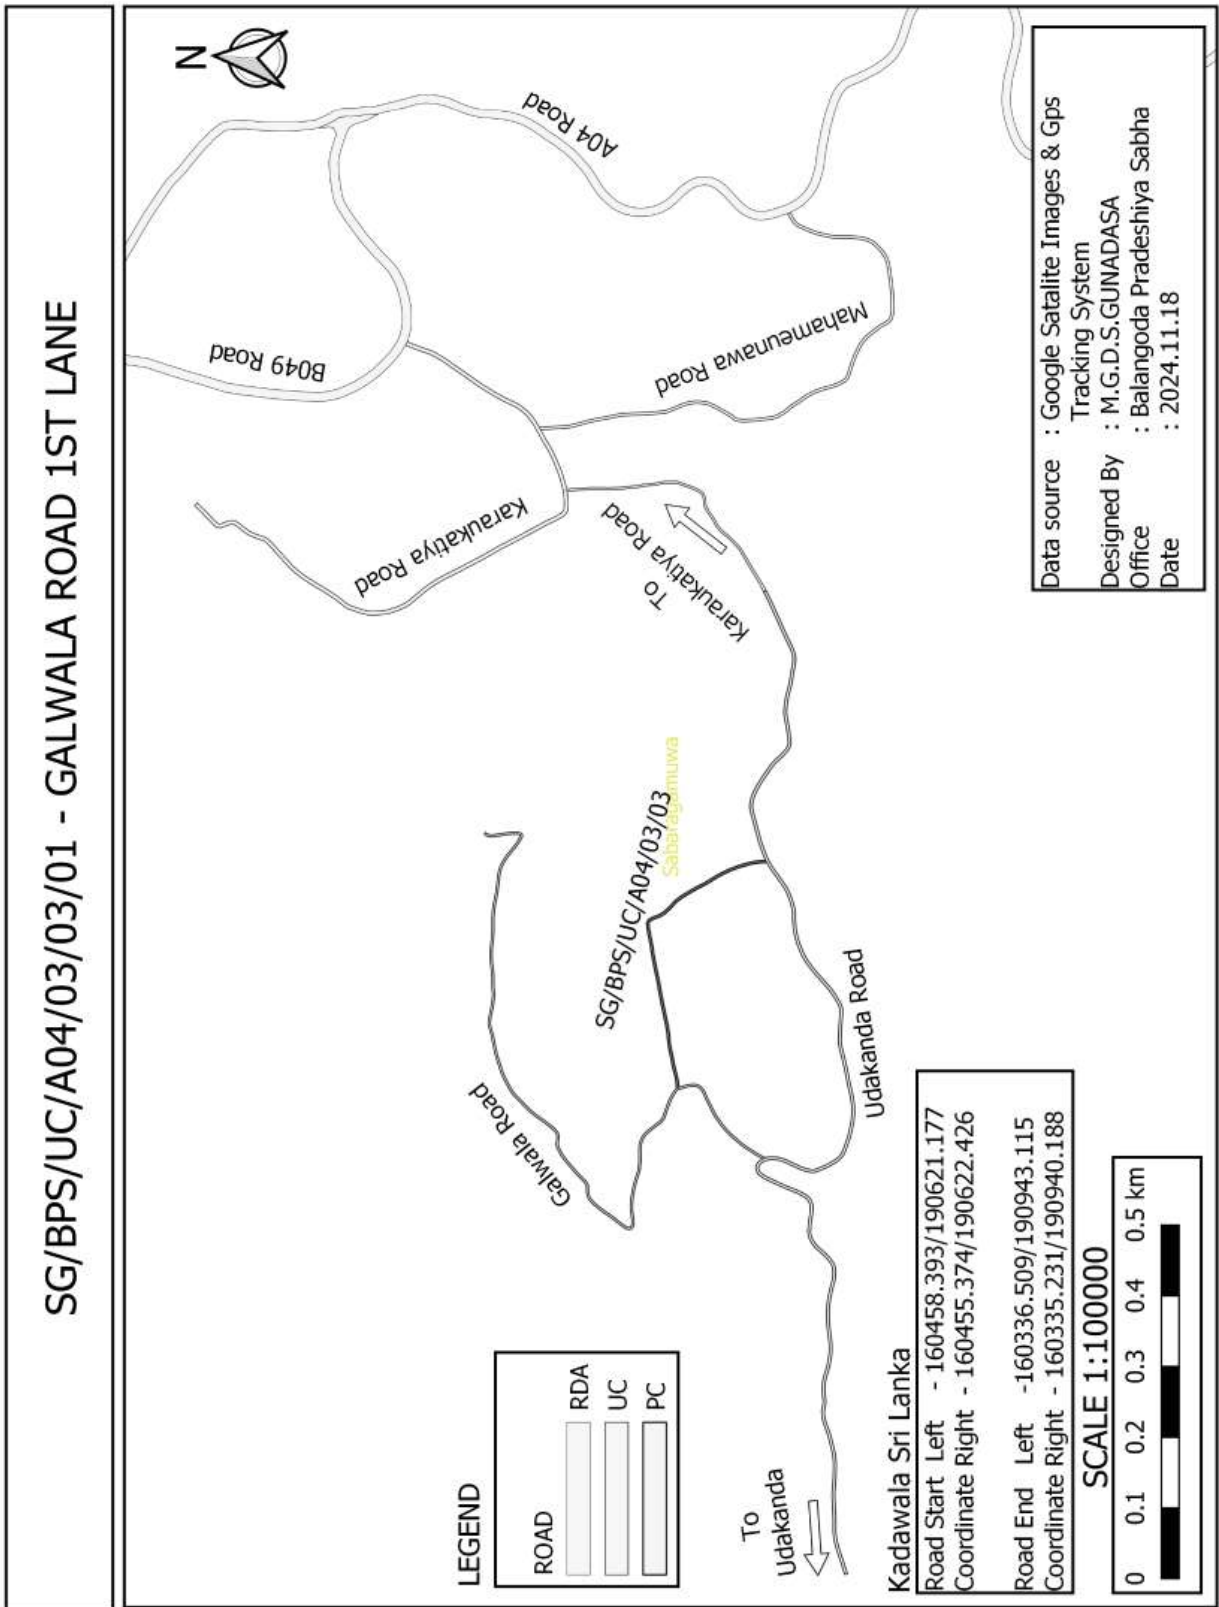 SG/BPS/UC/A04/03/03/01 - GALWALA ROAD 1ST LANE
N
A04 Road
B049 Road
Mahameunawa Road
Karaukatiya Road
To
Karaukatiya Road
Sabaragamuwa
SG/BPS/UC/A04/03/03
Galwala Road
Udakanda Road
To
Udakanda
LEGEND
ROAD
RDA
UC
PC
Kadawala Sri Lanka
Road Start Left - 160458.393/190621.177
Coordinate Right - 160455.374/190622.426
Road End Left -160336.509/190943.115
Coordinate Right - 160335.231/190940.188
SCALE 1:100000
0 0.1 0.2 0.3 0.4 0.5 km
Data source : Google Satalite Images & Gps
Tracking System
Designed By : M.G.D.S.GUNADASA
Office : Balangoda Pradeshiya Sabha
Date : 2024.11.18